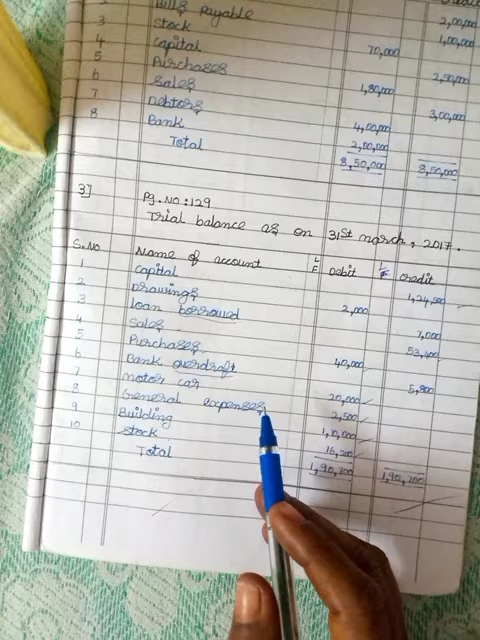 Bills Payable 2,00,000
3 Stock 1,00,000
4 Capital 70,000
5 Purchases 2,50,000
6 Sales 1,80,000
7 Debtors 3,00,000
8 Bank 4,00,000
Total 2,00,000
8,50,000 8,50,000
3] Pg. NO : 129
Trial balance as on 31st march, 2017.
S.No Name of account L F Debit L F credit
1 Capital 1,24,500
2 Drawings 2,000
3 Loan borrowed 7,000
4 Sales 53,400
5 Purchases 40,000
6 Bank overdraft 5,800
7 Motor car 20,000
8 General expenses 2,500
9 Building 1,10,000
10 Stock 16,200
Total 1,90,700 1,90,700